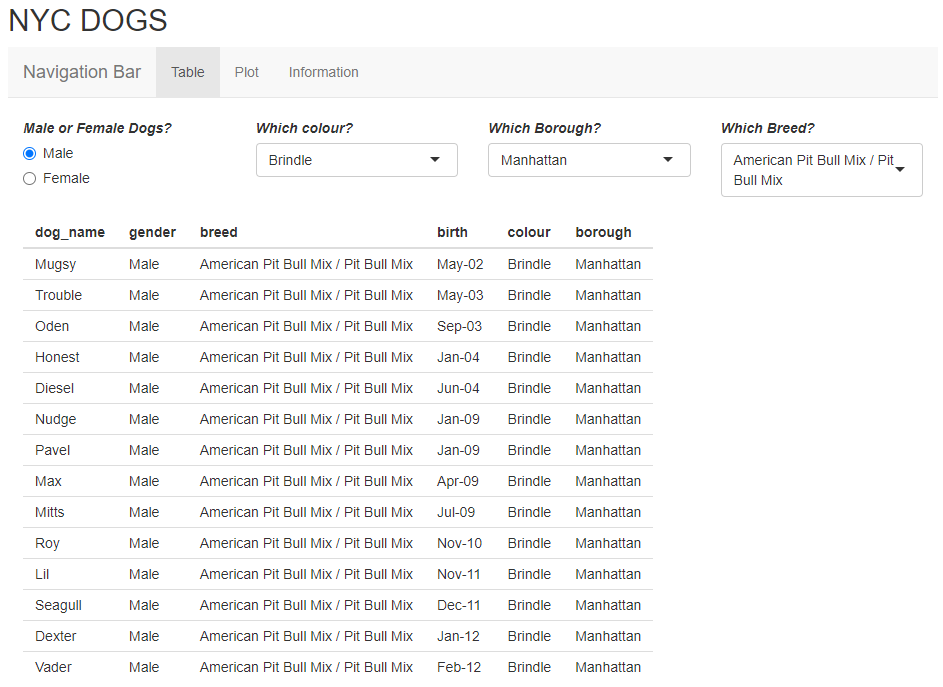 NYC DOGS
Navigation Bar Table Plot Information
Male or Female Dogs? Which colour? Which Borough? Which Breed?
Male Brindle Manhattan American Pit Bull Mix / Pit
Female Bull Mix
dog_name gender breed birth colour borough
Mugsy Male American Pit Bull Mix / Pit Bull Mix May-02 Brindle Manhattan
Trouble Male American Pit Bull Mix / Pit Bull Mix May-03 Brindle Manhattan
Oden Male American Pit Bull Mix / Pit Bull Mix Sep-03 Brindle Manhattan
Honest Male American Pit Bull Mix / Pit Bull Mix Jan-04 Brindle Manhattan
Diesel Male American Pit Bull Mix / Pit Bull Mix Jun-04 Brindle Manhattan
Nudge Male American Pit Bull Mix / Pit Bull Mix Jan-09 Brindle Manhattan
Pavel Male American Pit Bull Mix / Pit Bull Mix Jan-09 Brindle Manhattan
Max Male American Pit Bull Mix / Pit Bull Mix Apr-09 Brindle Manhattan
Mitts Male American Pit Bull Mix / Pit Bull Mix Jul-09 Brindle Manhattan
Roy Male American Pit Bull Mix / Pit Bull Mix Nov-10 Brindle Manhattan
Lil Male American Pit Bull Mix / Pit Bull Mix Nov-11 Brindle Manhattan
Seagull Male American Pit Bull Mix / Pit Bull Mix Dec-11 Brindle Manhattan
Dexter Male American Pit Bull Mix / Pit Bull Mix Jan-12 Brindle Manhattan
Vader Male American Pit Bull Mix / Pit Bull Mix Feb-12 Brindle Manhattan